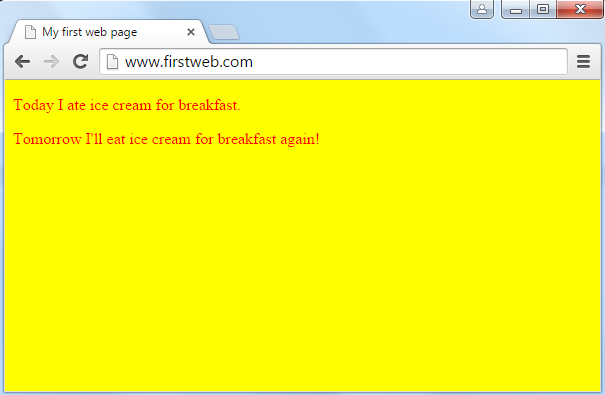 My first web page
www.firstweb.com
Today I ate ice cream for breakfast.
Tomorrow I'll eat ice cream for breakfast again!